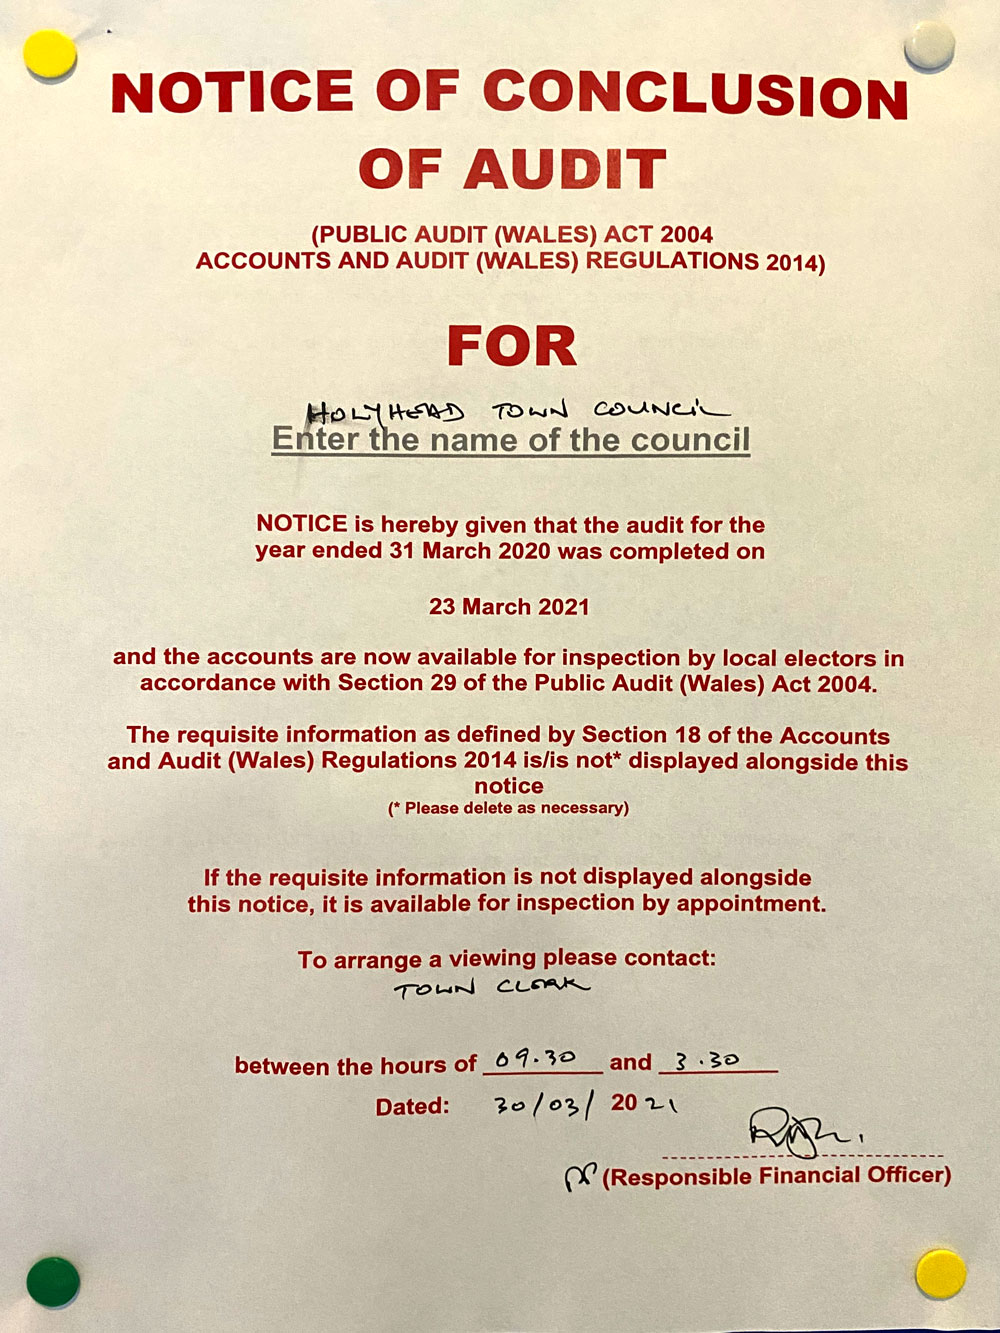 NOTICE OF CONCLUSION
OF AUDIT
(PUBLIC AUDIT (WALES) ACT 2004
ACCOUNTS AND AUDIT (WALES) REGULATIONS 2014)
FOR
HOLYHEAD TOWN COUNCIL
Enter the name of the council
NOTICE is hereby given that the audit for the
year ended 31 March 2020 was completed on
23 March 2021
and the accounts are now available for inspection by local electors in
accordance with Section 29 of the Public Audit (Wales) Act 2004.
The requisite information as defined by Section 18 of the Accounts
and Audit (Wales) Regulations 2014 is/is not* displayed alongside this
notice
(* Please delete as necessary)
If the requisite information is not displayed alongside
this notice, it is available for inspection by appointment.
To arrange a viewing please contact:
TOWN CLERK
between the hours of 09.30 and 3.30
Dated: 30/03/ 2021
pp (Responsible Financial Officer)